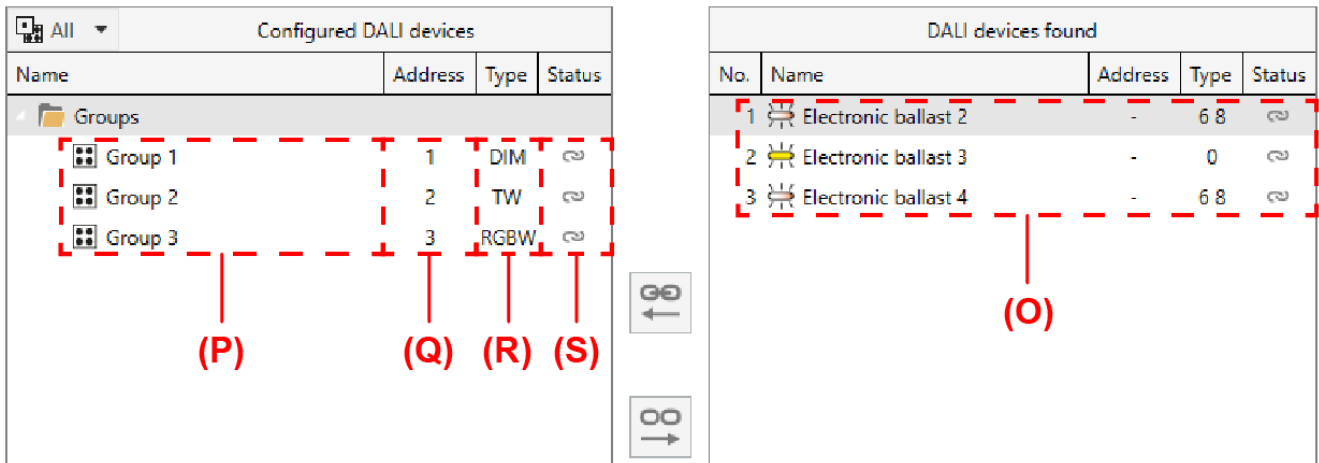 All Configured DALI devices
Name Address Type Status
Groups
Group 1 1 DIM
Group 2 2 TW
Group 3 3 RGBW
(P) (Q) (R) (S)
DALI devices found
No. Name Address Type Status
1 Electronic ballast 2 - 6 8
2 Electronic ballast 3 - 0
3 Electronic ballast 4 - 6 8
(O)